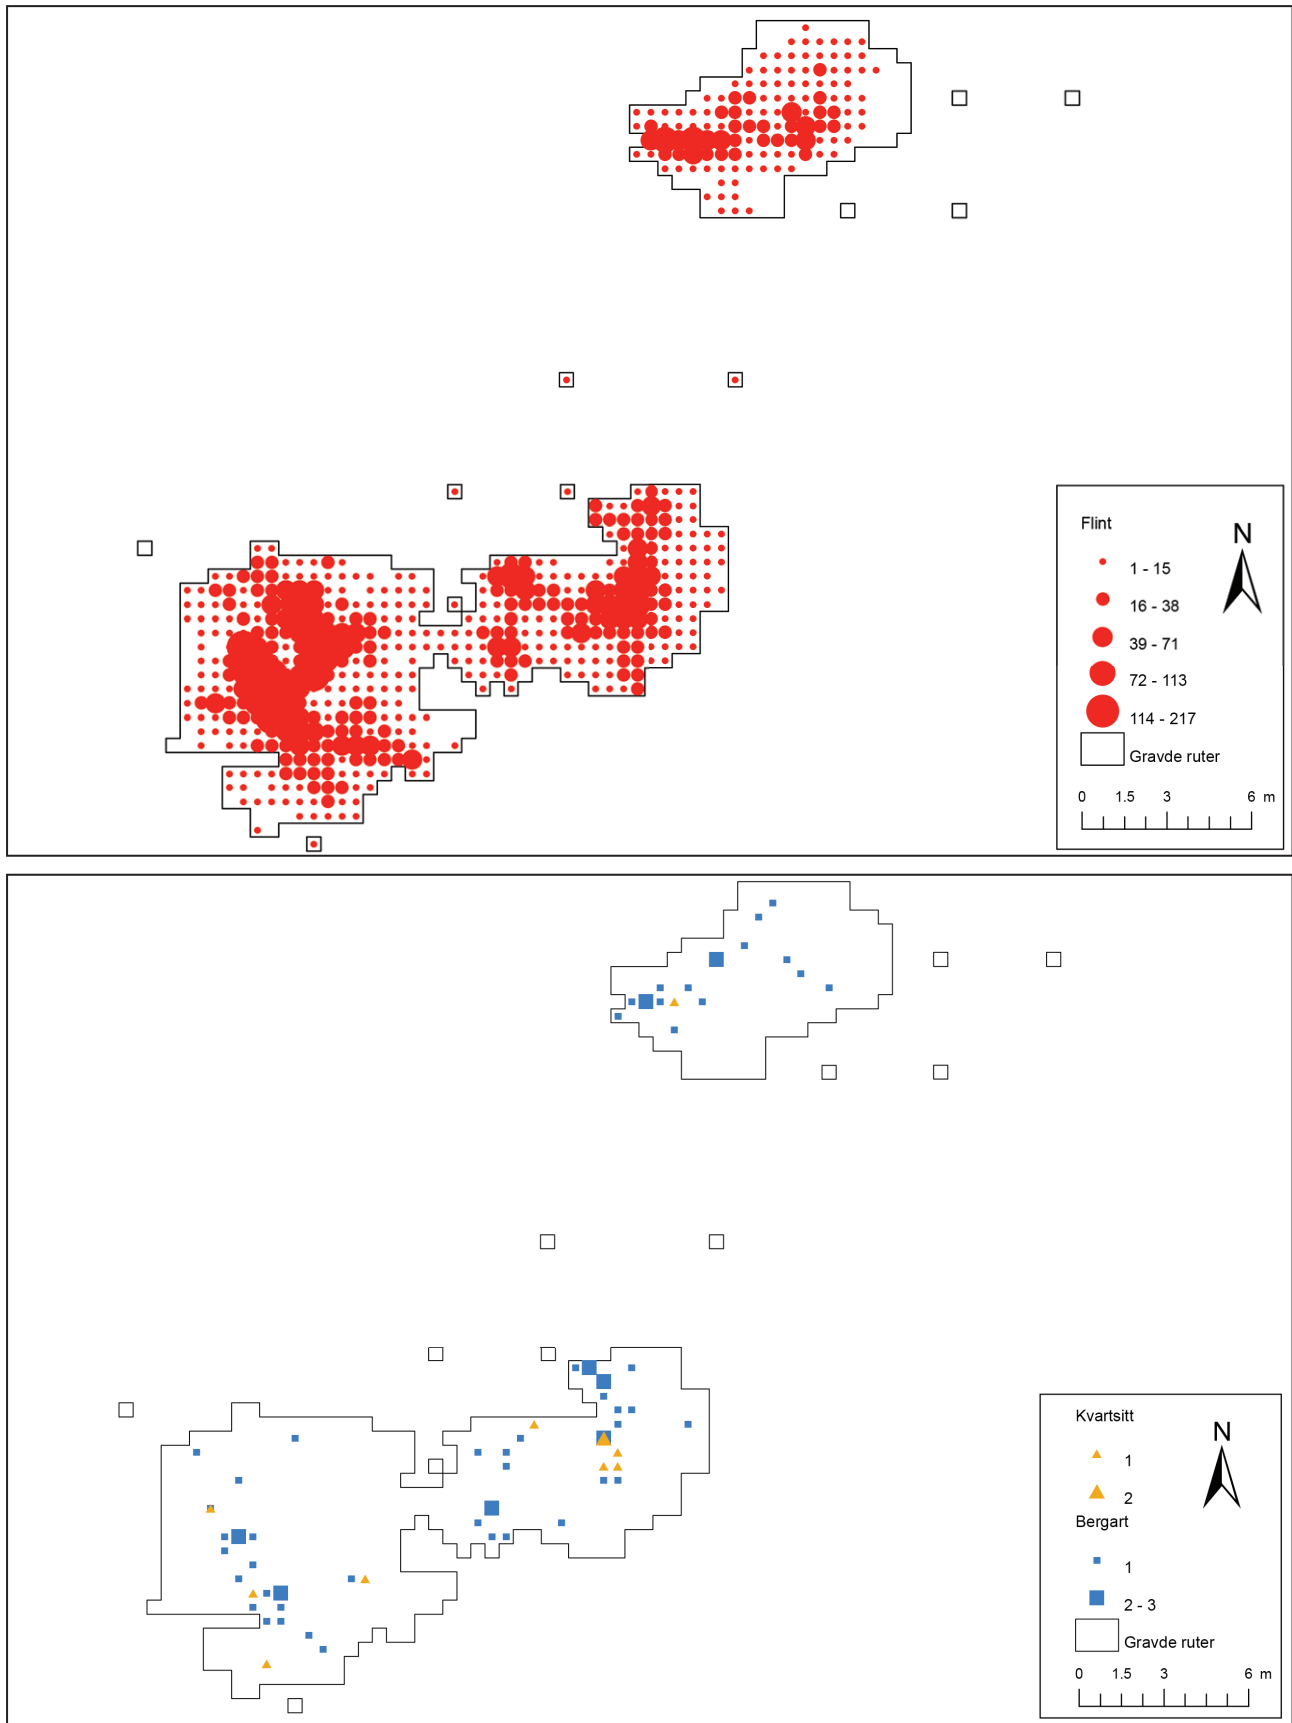 Flint
N
1 - 15
16 - 38
39 - 71
72 - 113
114 - 217
Gravde ruter
0 1.5 3 6 m
Kvartsitt
N
1
2
Bergart
1
2 - 3
Gravde ruter
0 1.5 3 6 m